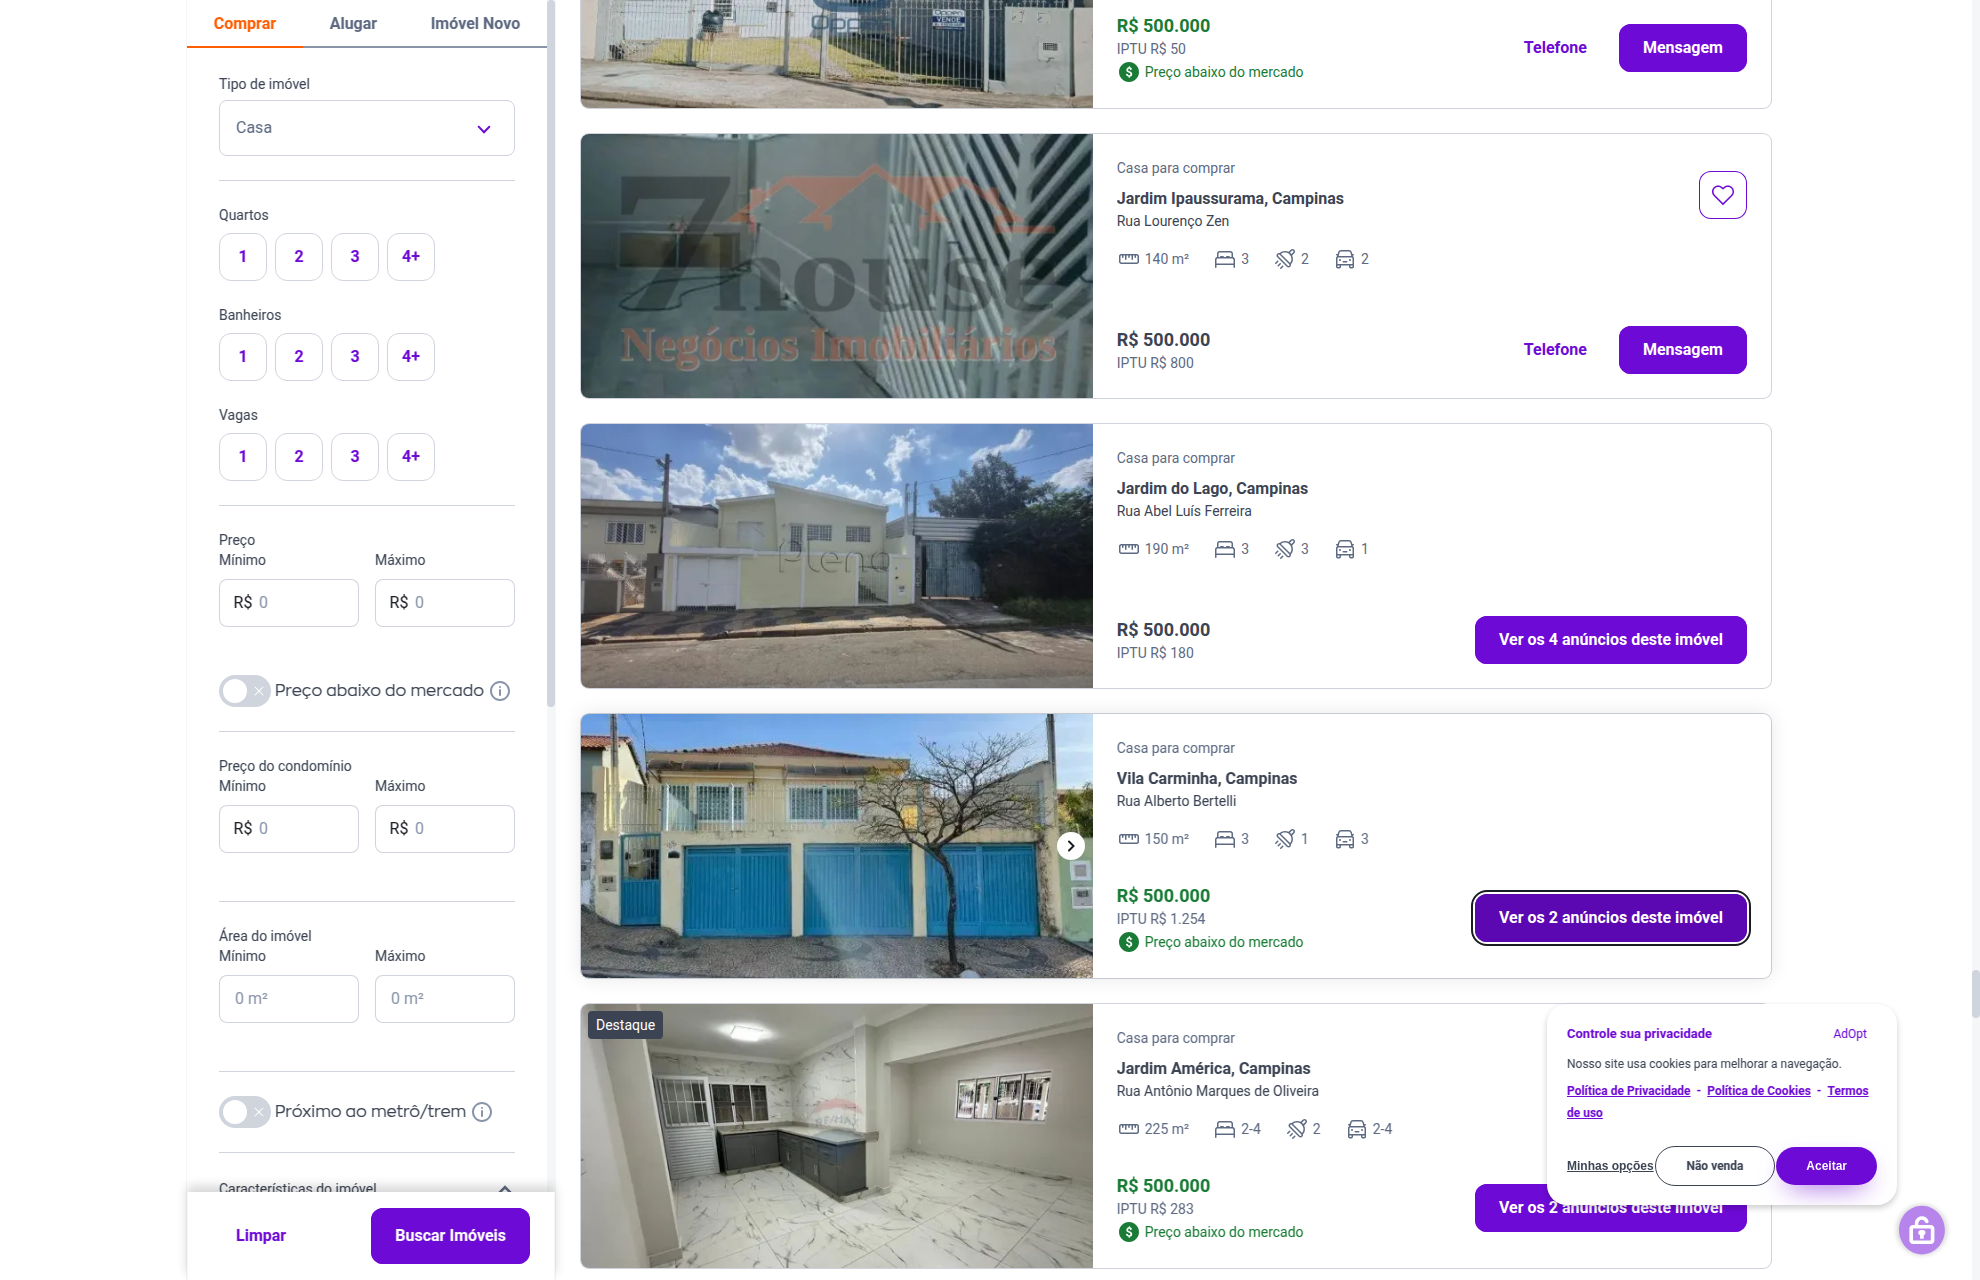 Comprar
Alugar
Imóvel Novo
Tipo de imóvel
Casa
Quartos
1
2
3
4+
Banheiros
1
2
3
4+
Vagas
1
2
3
4+
Preço
Mínimo
Máximo
R$ 0
R$ 0
Preço abaixo do mercado
Preço do condomínio
Mínimo
Máximo
R$ 0
R$ 0
Área do imóvel
Mínimo
Máximo
0 m²
0 m²
Próximo ao metrô/trem
Características do imóvel
Limpar
Buscar Imóveis
VENDE
R$ 500.000
IPTU R$ 50
Preço abaixo do mercado
Telefone
Mensagem
7house
Negócios Imobiliários
Casa para comprar
Jardim Ipaussurama, Campinas
Rua Lourenço Zen
140 m²
3
2
2
R$ 500.000
IPTU R$ 800
Telefone
Mensagem
Pleno
Casa para comprar
Jardim do Lago, Campinas
Rua Abel Luís Ferreira
190 m²
3
3
1
R$ 500.000
IPTU R$ 180
Ver os 4 anúncios deste imóvel
Casa para comprar
Vila Carminha, Campinas
Rua Alberto Bertelli
150 m²
3
1
3
R$ 500.000
IPTU R$ 1.254
Preço abaixo do mercado
Ver os 2 anúncios deste imóvel
Destaque
RE/MAX
Casa para comprar
Jardim América, Campinas
Rua Antônio Marques de Oliveira
225 m²
2-4
2
2-4
R$ 500.000
IPTU R$ 283
Preço abaixo do mercado
Ver os 2 anúncios deste imóvel
Controle sua privacidade
AdOpt
Nosso site usa cookies para melhorar a navegação.
Política de Privacidade - Política de Cookies - Termos
de uso
Minhas opções
Não venda
Aceitar